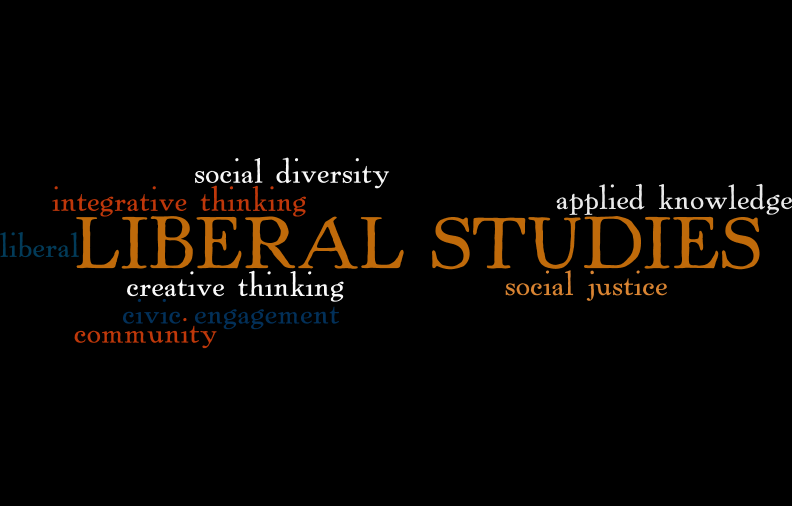 social diversity
integrative thinking
applied knowledge
liberal
LIBERAL STUDIES
creative thinking
social justice
civic engagement
community